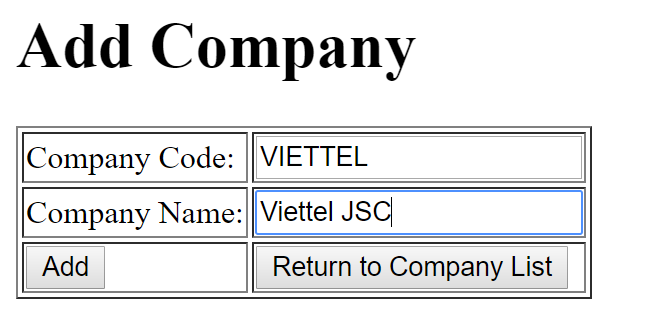 Add Company
Company Code: VIETTEL
Company Name: Viettel JSC
Add Return to Company List